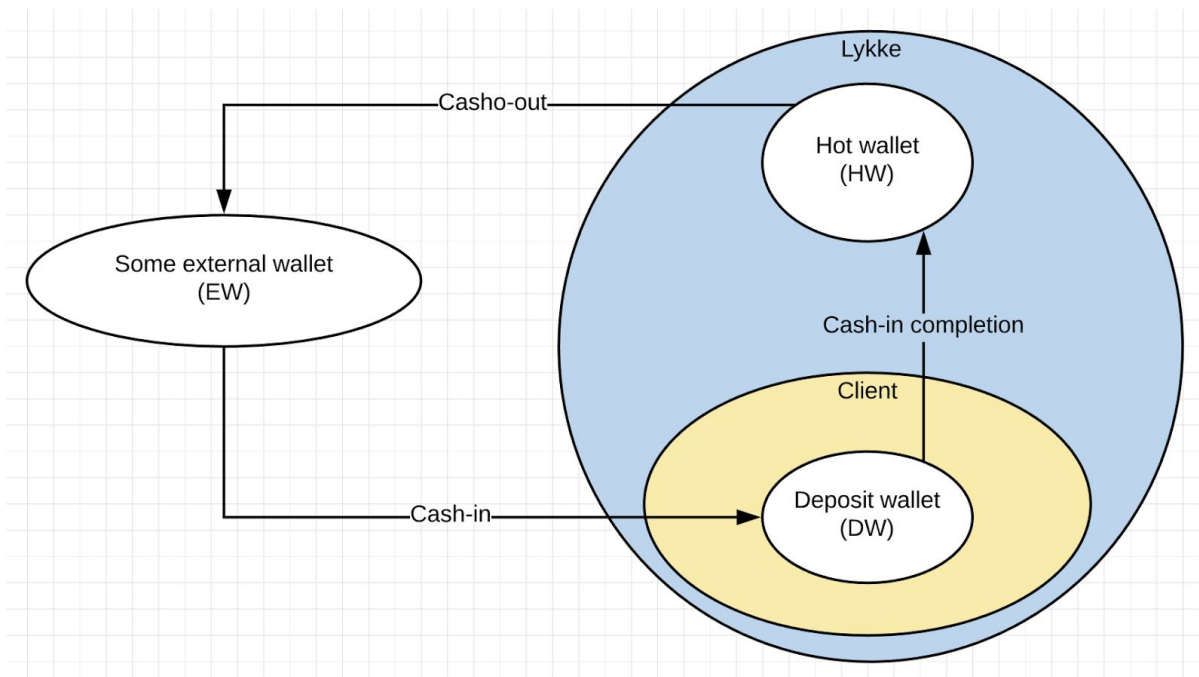 Lykke
Casho-out
Hot wallet
(HW)
Some external wallet
(EW)
Cash-in completion
Client
Deposit wallet
(DW)
Cash-in